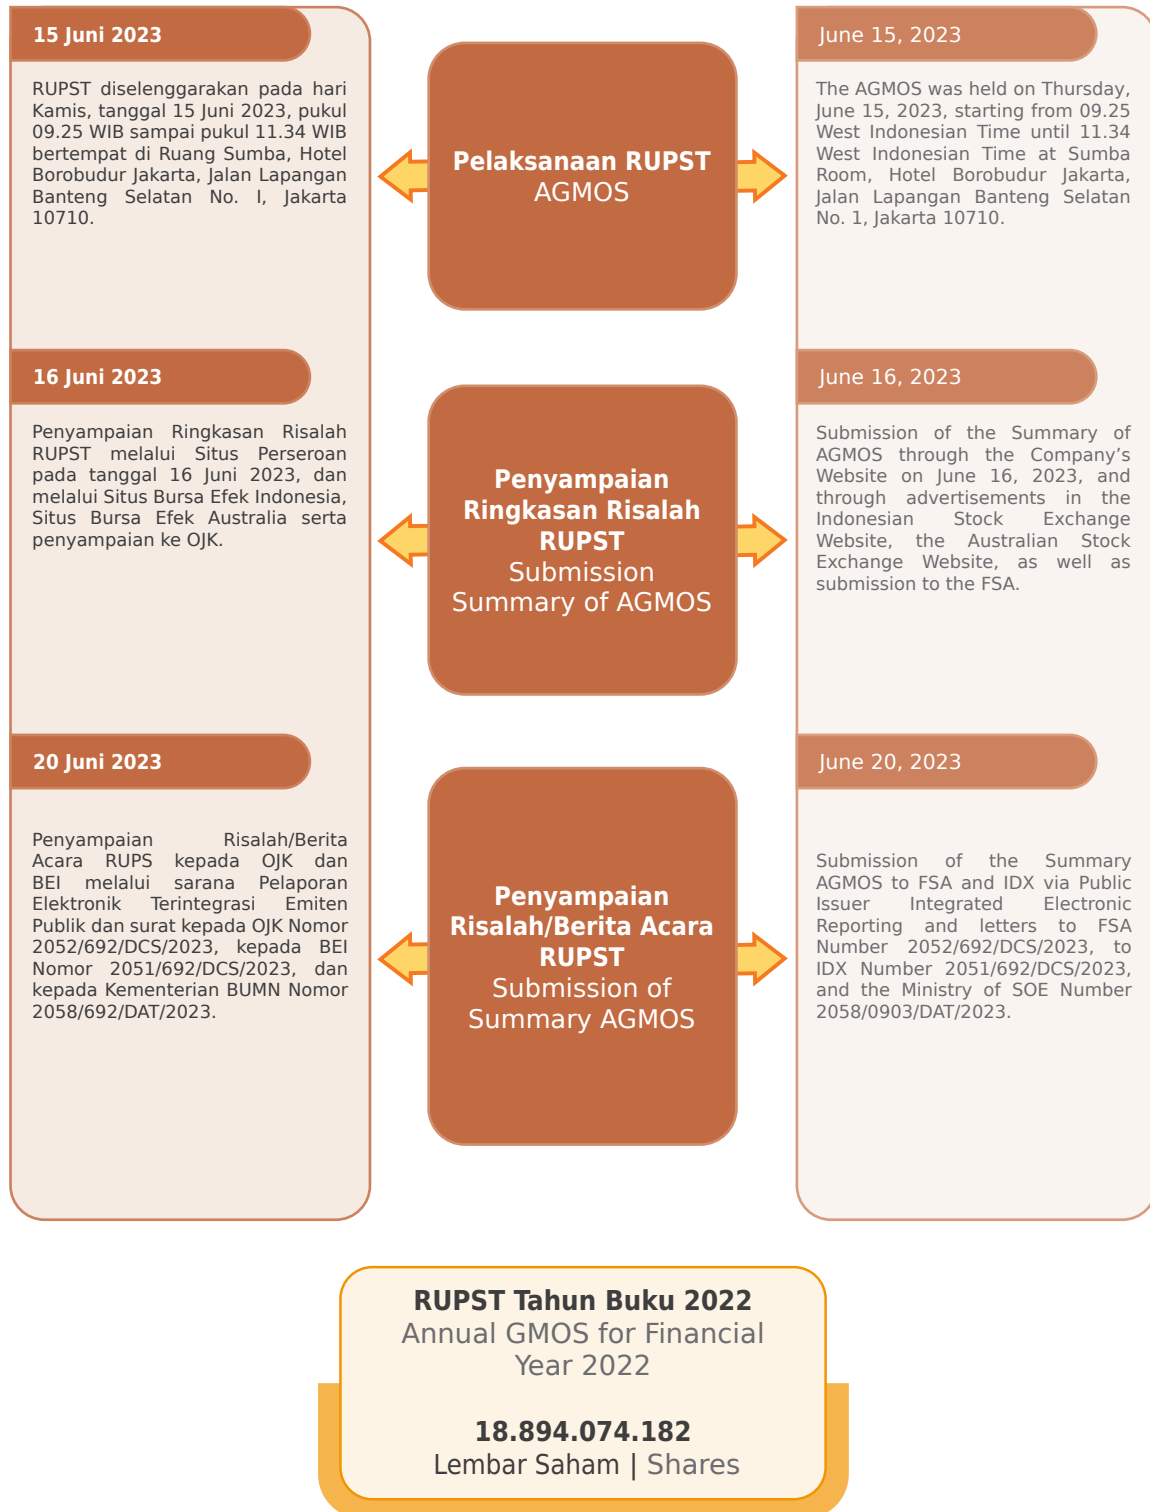 15 Juni 2023
RUPST diselenggarakan pada hari
Kamis, tanggal 15 Juni 2023, pukul
09.25 WIB sampai pukul 11.34 WIB
bertempat di Ruang Sumba, Hotel
Borobudur Jakarta, Jalan Lapangan
Banteng Selatan No. I, Jakarta
10710.
Pelaksanaan RUPST
AGMOS
June 15, 2023
The AGMOS was held on Thursday,
June 15, 2023, starting from 09.25
West Indonesian Time until 11.34
West Indonesian Time at Sumba
Room, Hotel Borobudur Jakarta,
Jalan Lapangan Banteng Selatan
No. 1, Jakarta 10710.
16 Juni 2023
Penyampaian Ringkasan Risalah
RUPST melalui Situs Perseroan
pada tanggal 16 Juni 2023, dan
melalui Situs Bursa Efek Indonesia,
Situs Bursa Efek Australia serta
penyampaian ke OJK.
Penyampaian
Ringkasan Risalah
RUPST
Submission
Summary of AGMOS
June 16, 2023
Submission of the Summary of
AGMOS through the Company’s
Website on June 16, 2023, and
through advertisements in the
Indonesian Stock Exchange
Website, the Australian Stock
Exchange Website, as well as
submission to the FSA.
20 Juni 2023
Penyampaian Risalah/Berita
Acara RUPS kepada OJK dan
BEI melalui sarana Pelaporan
Elektronik Terintegrasi Emiten
Publik dan surat kepada OJK Nomor
2052/692/DCS/2023, kepada BEI
Nomor 2051/692/DCS/2023, dan
kepada Kementerian BUMN Nomor
2058/692/DAT/2023.
Penyampaian
Risalah/Berita Acara
RUPST
Submission of
Summary AGMOS
June 20, 2023
Submission of the Summary
AGMOS to FSA and IDX via Public
Issuer Integrated Electronic
Reporting and letters to FSA
Number 2052/692/DCS/2023, to
IDX Number 2051/692/DCS/2023,
and the Ministry of SOE Number
2058/0903/DAT/2023.
RUPST Tahun Buku 2022
Annual GMOS for Financial
Year 2022
18.894.074.182
Lembar Saham | Shares